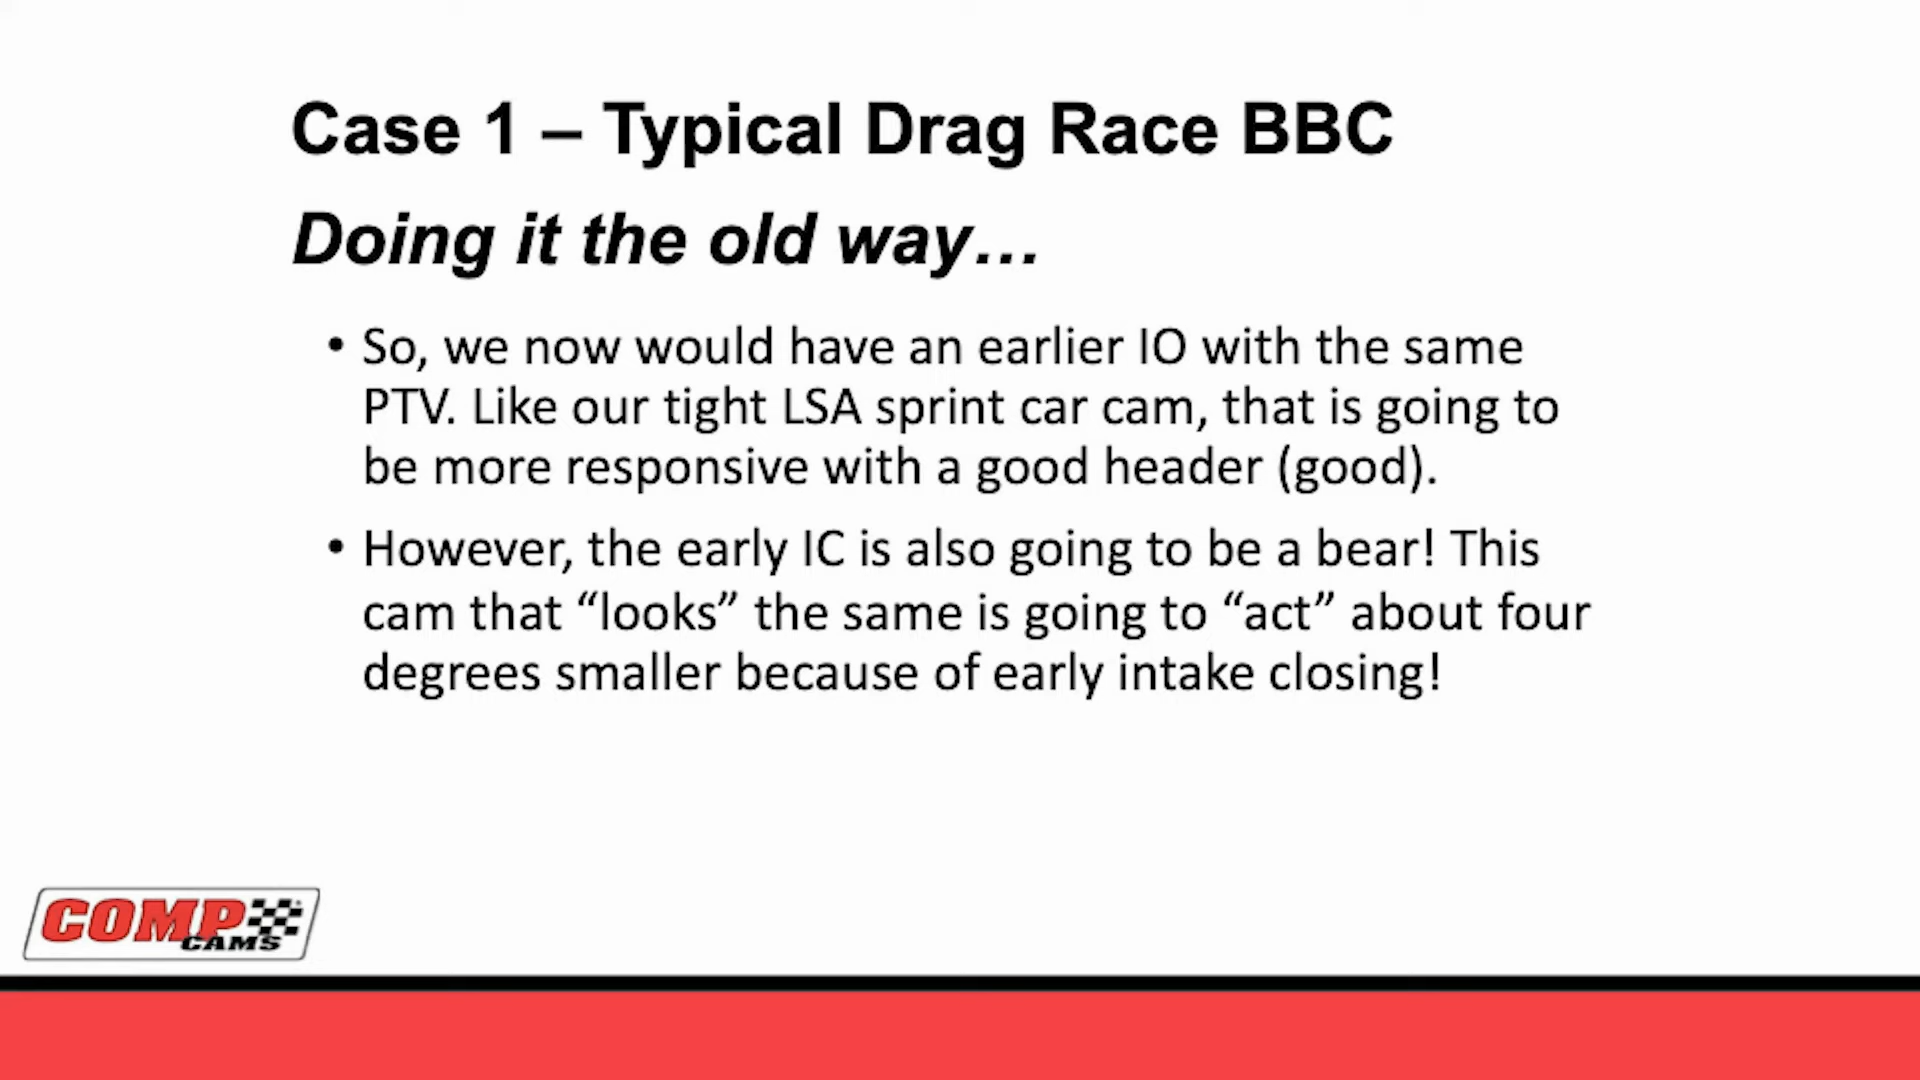 Case 1 – Typical Drag Race BBC
Doing it the old way…
• So, we now would have an earlier IO with the same
PTV. Like our tight LSA sprint car cam, that is going to
be more responsive with a good header (good).
• However, the early IC is also going to be a bear! This
cam that “looks” the same is going to “act” about four
degrees smaller because of early intake closing!
COMP
CAMS